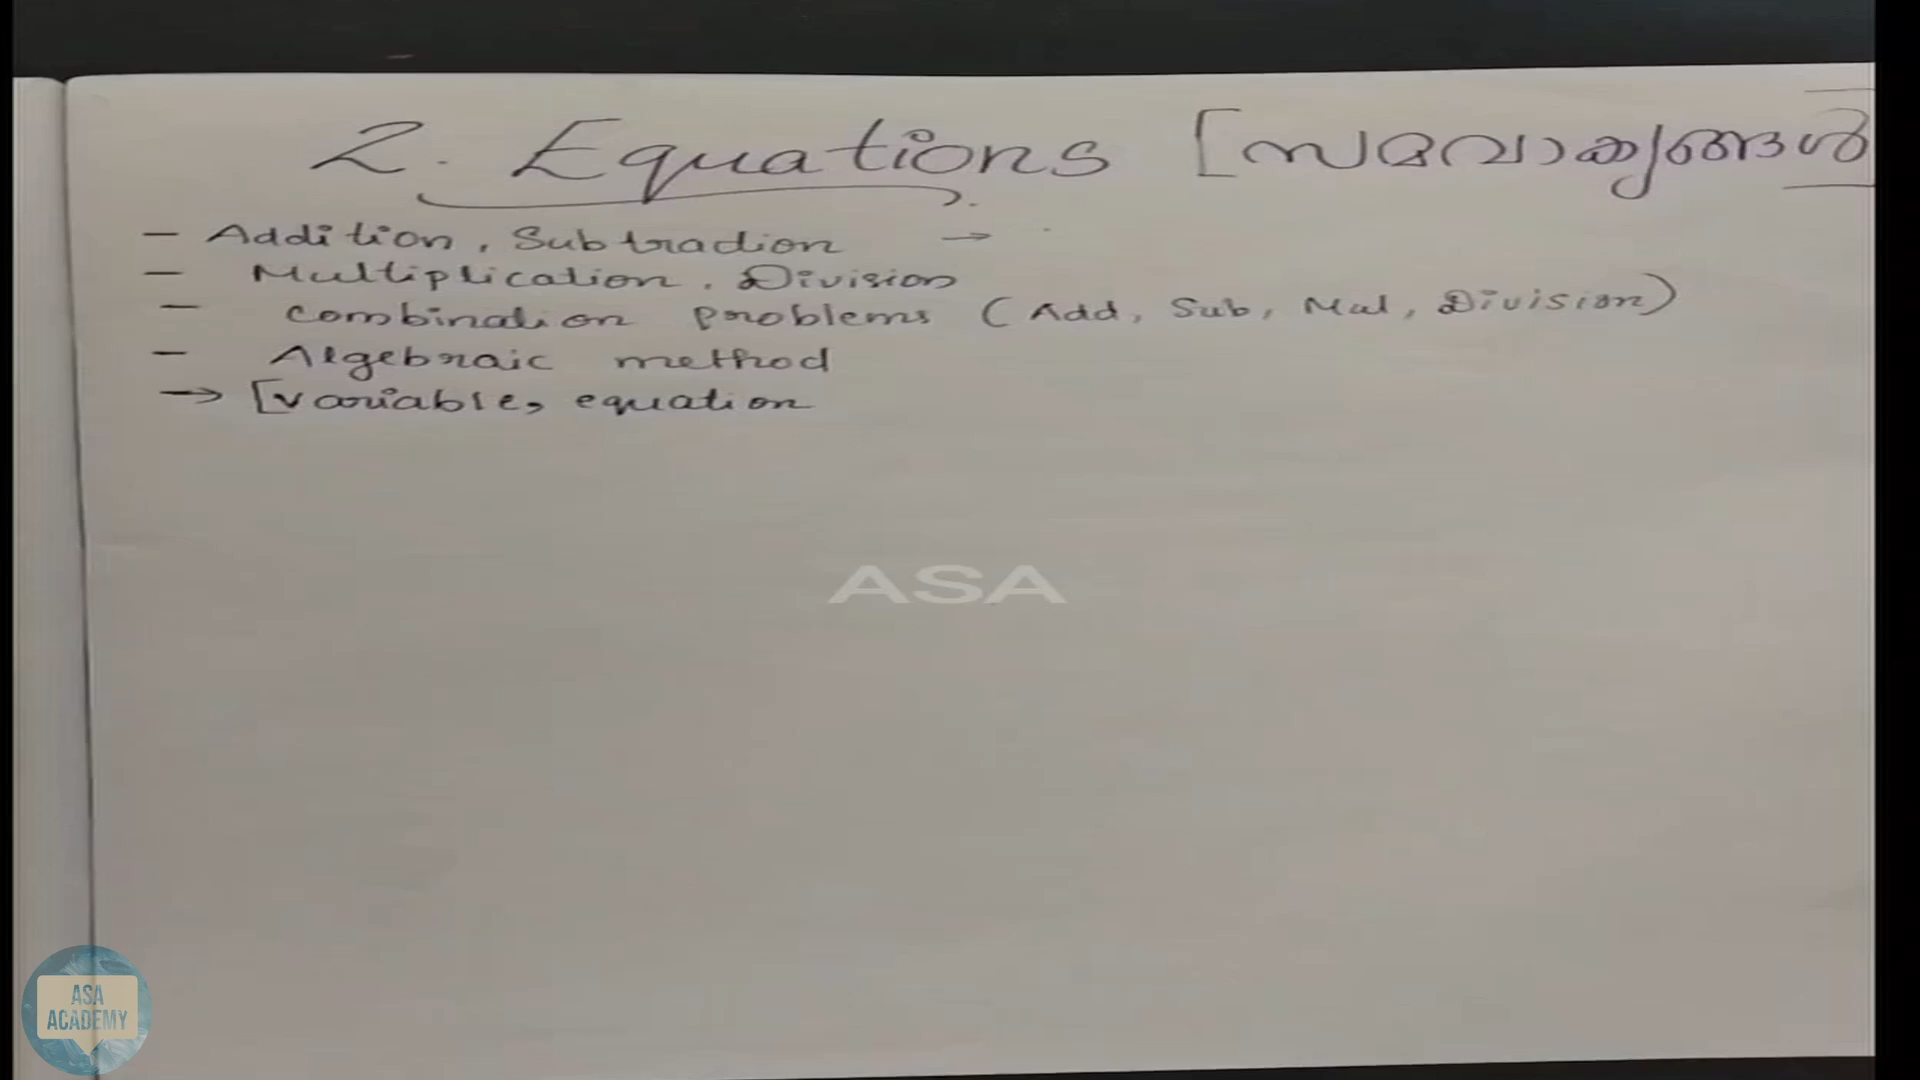 2. Equations [സമവാക്യങ്ങൾ]
- Addition, Subtraction →
- Multiplication, Division
- Combination problems (Add, Sub, Mul, Division)
- Algebraic method
→ [variable, equation
ASA
ASA
ACADEMY